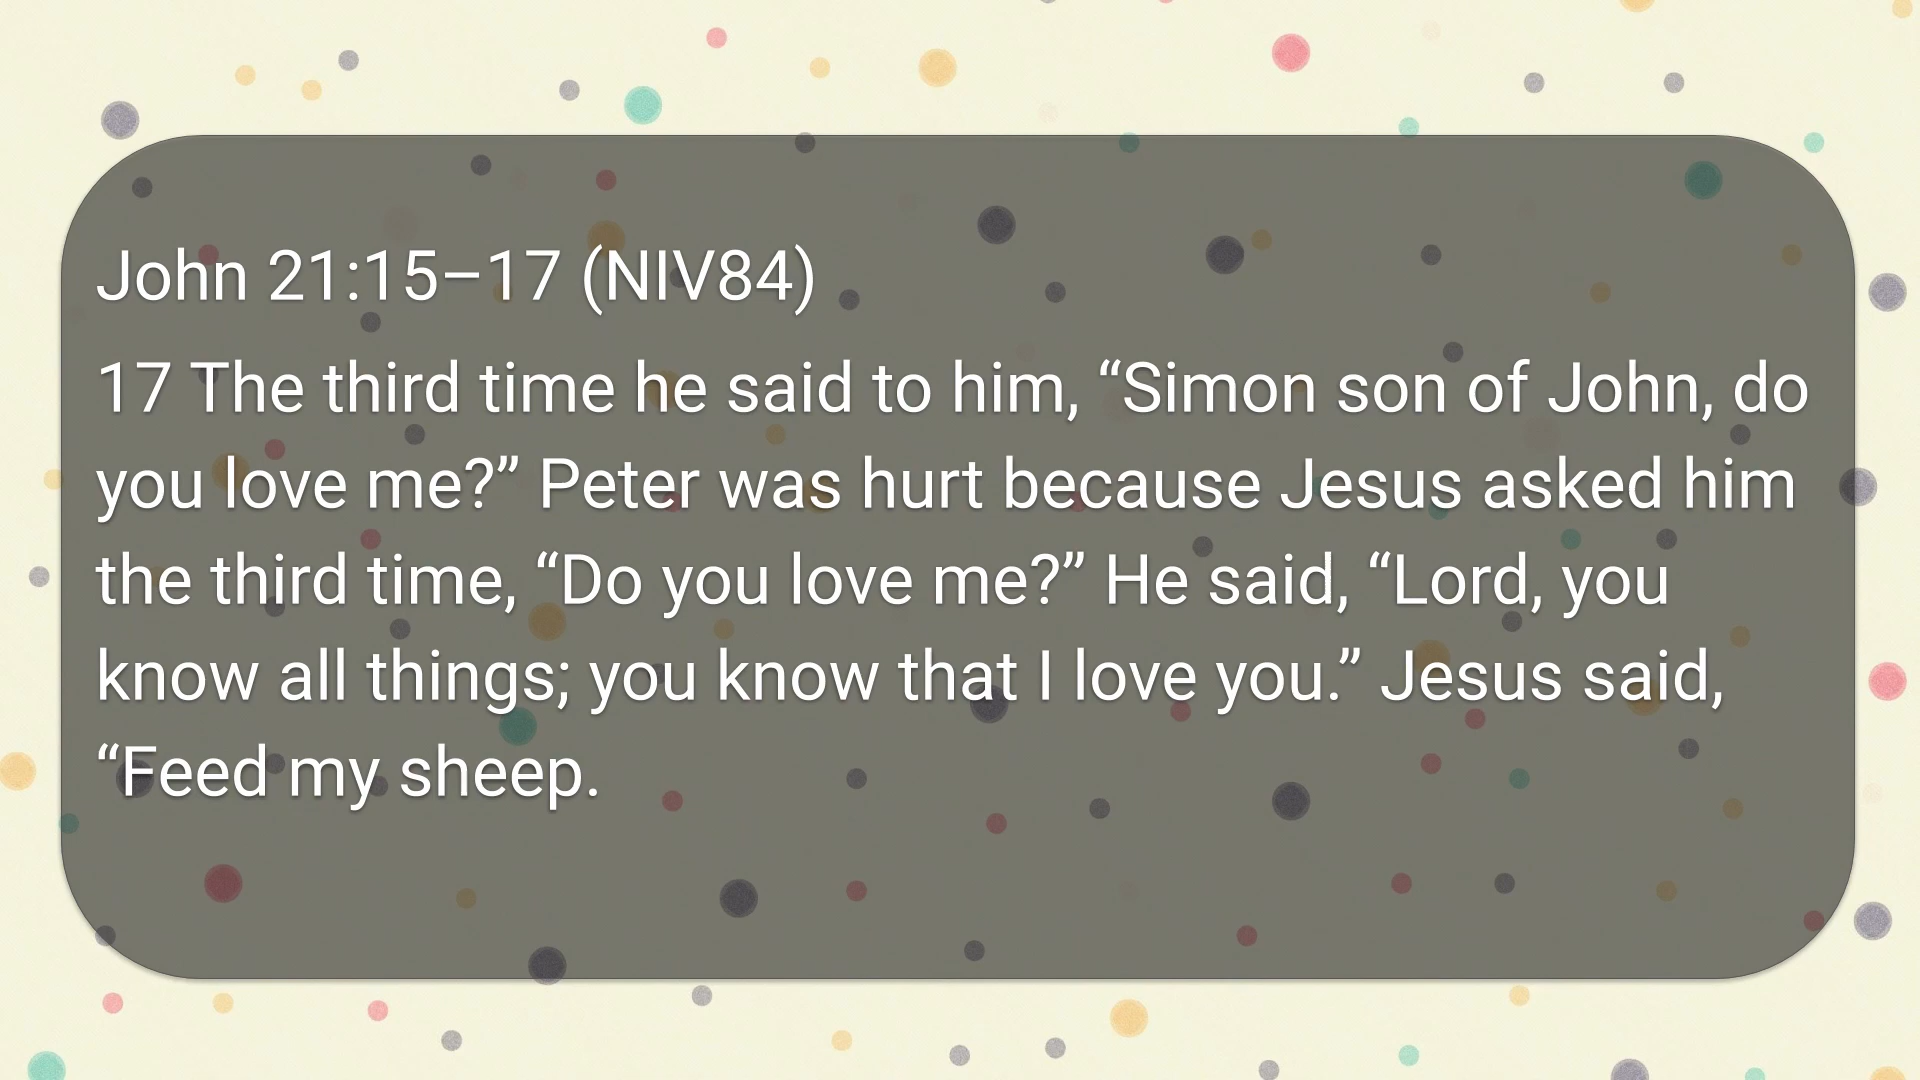 John 21:15–17 (NIV84)
17 The third time he said to him, “Simon son of John, do
you love me?” Peter was hurt because Jesus asked him
the third time, “Do you love me?” He said, “Lord, you
know all things; you know that I love you.” Jesus said,
“Feed my sheep.